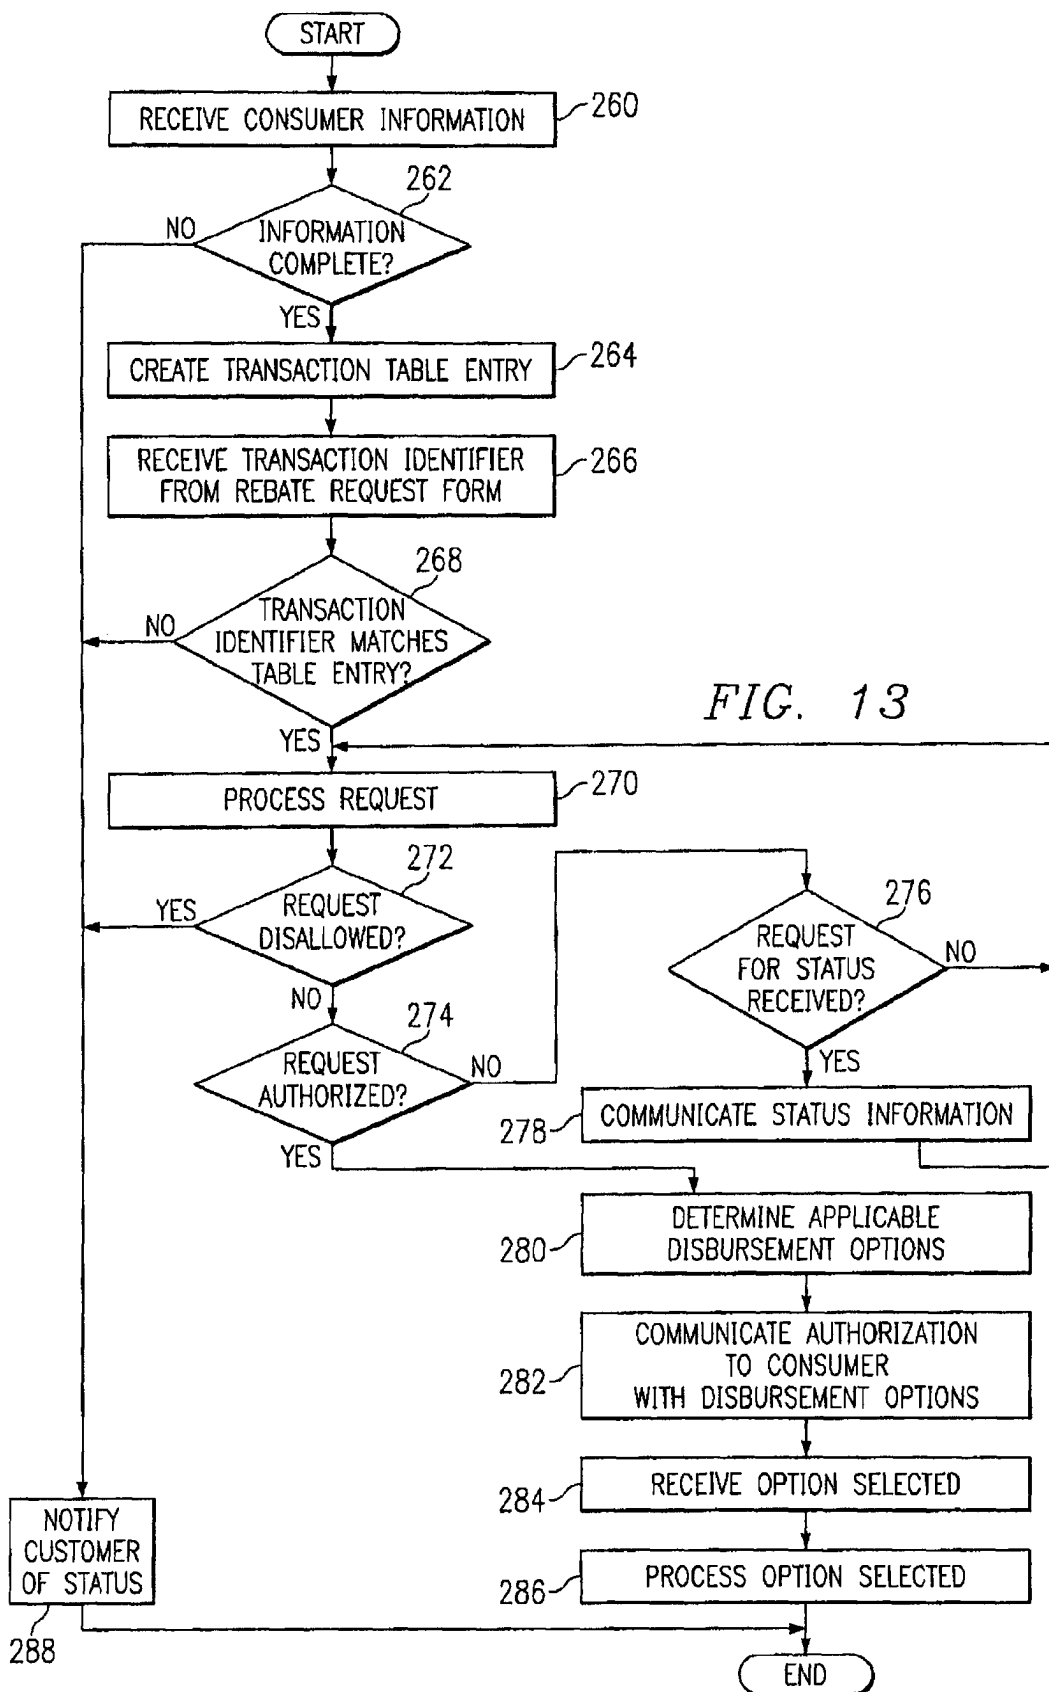 START
RECEIVE CONSUMER INFORMATION
260
262
NO
INFORMATION
COMPLETE?
YES
CREATE TRANSACTION TABLE ENTRY
264
RECEIVE TRANSACTION IDENTIFIER
FROM REBATE REQUEST FORM
266
268
NO
TRANSACTION
IDENTIFIER MATCHES
TABLE ENTRY?
FIG. 13
YES
PROCESS REQUEST
270
272
YES
REQUEST
DISALLOWED?
NO
274
REQUEST
AUTHORIZED?
NO
YES
276
REQUEST
FOR STATUS
RECEIVED?
NO
YES
COMMUNICATE STATUS INFORMATION
278
DETERMINE APPLICABLE
DISBURSEMENT OPTIONS
280
COMMUNICATE AUTHORIZATION
TO CONSUMER
WITH DISBURSEMENT OPTIONS
282
RECEIVE OPTION SELECTED
284
PROCESS OPTION SELECTED
286
NOTIFY
CUSTOMER
OF STATUS
288
END